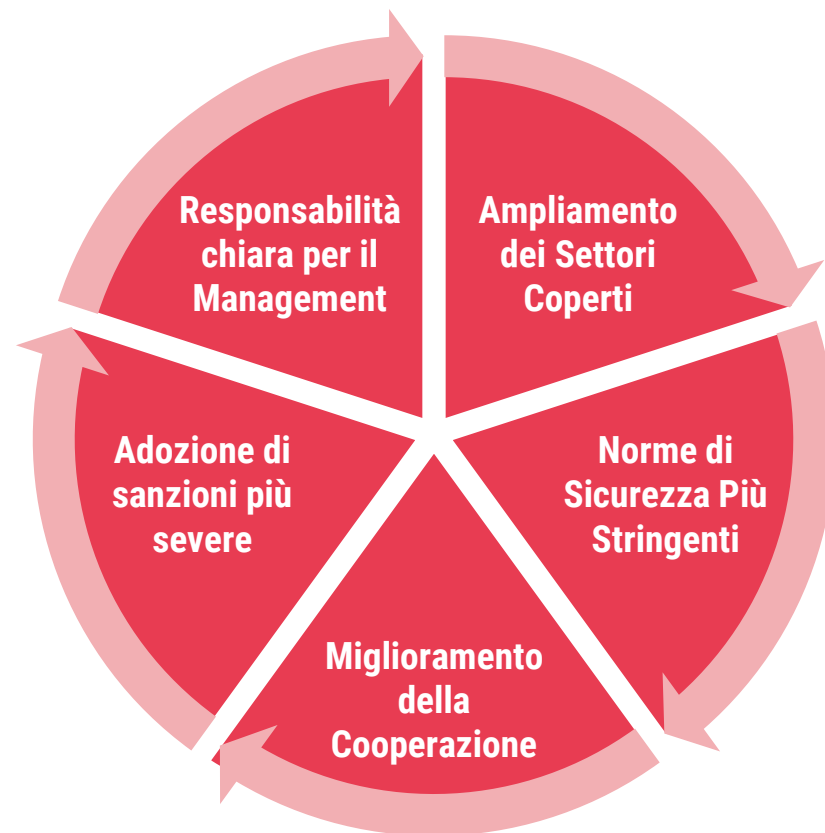 Responsabilità
chiara per il
Management
Ampliamento
dei Settori
Coperti
Norme di
Sicurezza Più
Stringenti
Miglioramento
della
Cooperazione
Adozione di
sanzioni più
severe